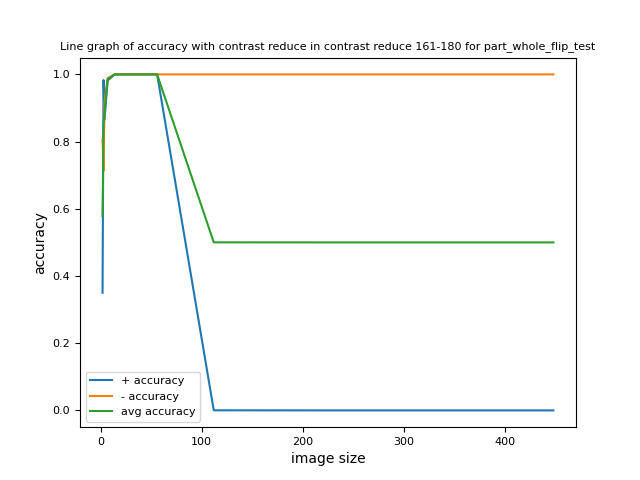 Line graph of accuracy with contrast reduce in contrast reduce 161-180 for part_whole_flip_test
1.0
0.8
0.6
0.4
0.2
0.0
accuracy
+ accuracy
- accuracy
avg accuracy
0 100 200 300 400
image size